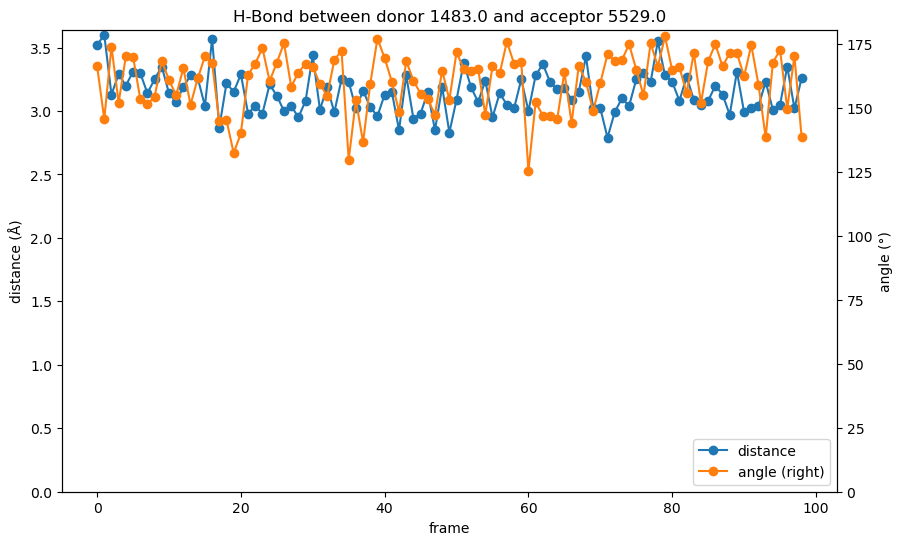 H-Bond between donor 1483.0 and acceptor 5529.0
distance (Å)
3.5
3.0
2.5
2.0
1.5
1.0
0.5
0.0
175
150
125
100
75
50
25
0
angle (°)
distance
angle (right)
0 20 40 60 80 100
frame